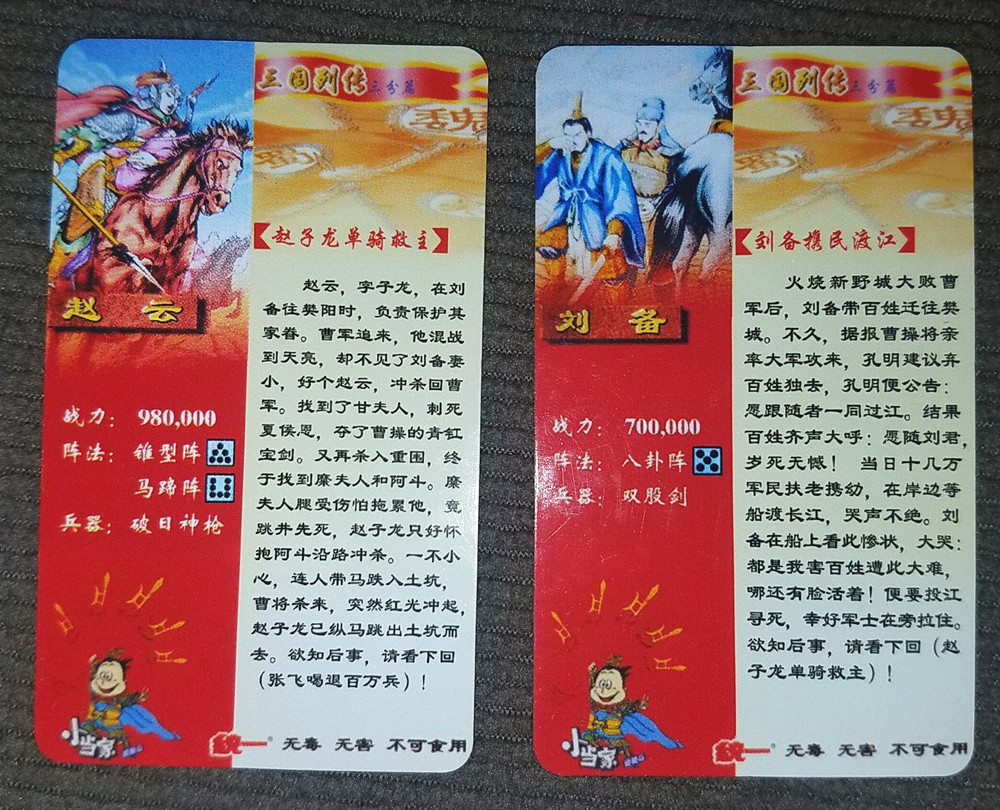 三国列传 三分篇
赵子龙单骑救主
赵云
战力： 980,000
阵法： 锥型阵
马蹄阵
兵器： 破日神枪
赵云，字子龙，在刘
备往樊阳时，负责保护其
家眷。曹军追来，他混战
到天亮，却不见了刘备妻
小，好个赵云，冲杀回曹
军。找到了甘夫人，刺死
夏侯恩，夺了曹操的青釭
宝剑。又再杀入重围，终
于找到糜夫人和阿斗。糜
夫人腿受伤怕拖累他，竟
跳井先死，赵子龙只好怀
抱阿斗沿路冲杀。一不小
心，连人带马跌入土坑，
曹将杀来，突然红光冲起，
赵子龙已纵马跳出土坑而
去。欲知后事，请看下回
（张飞喝退百万兵）！
小当家
统一 无毒 无害 不可食用
三国列传 三分篇
魏
刘备携民渡江
刘备
战力： 700,000
阵法： 八卦阵
兵器： 双股剑
火烧新野城大败曹
军后，刘备带百姓迁往樊
城。不久，据报曹操将亲
率大军攻来，孔明建议弃
百姓独去，孔明便公告：
愿跟随者一同过江。结果
百姓齐声大呼：愿随刘君，
岁死无憾！ 当日十几万
军民扶老携幼，在岸边等
船渡长江，哭声不绝。刘
备在船上看此惨状，大哭：
都是我害百姓遭此大难，
哪还有脸活着！便要投江
寻死，幸好军士在旁拉住。
欲知后事，请看下回（赵
子龙单骑救主）！
小当家
统一 无毒 无害 不可食用